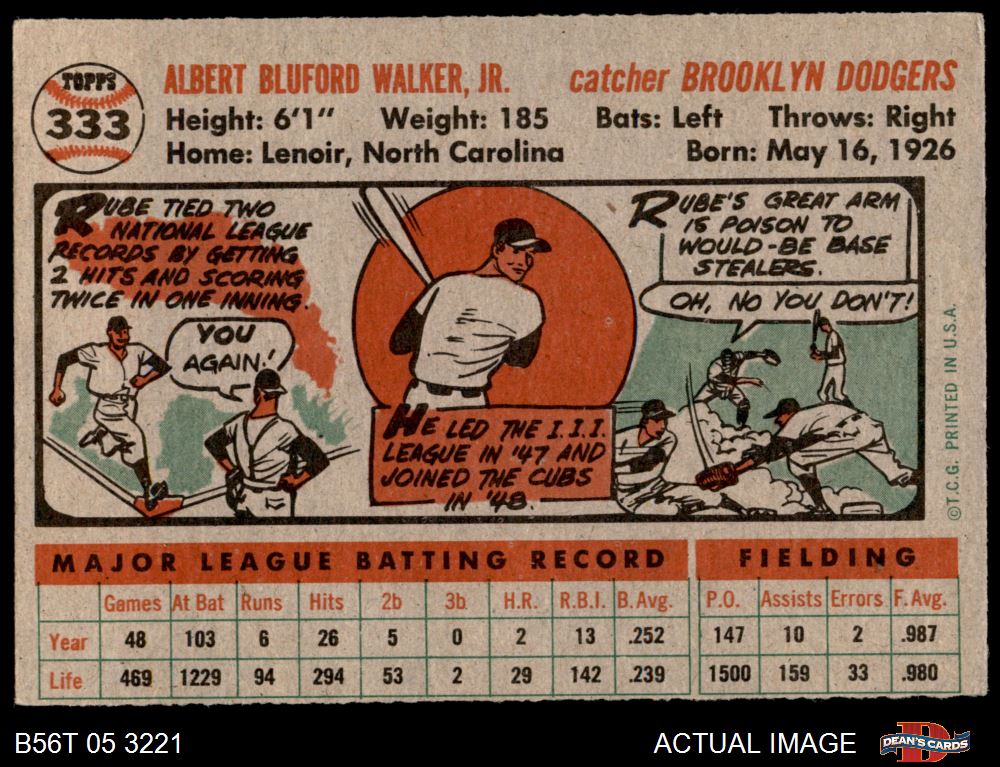 TOPPS
333
ALBERT BLUFORD WALKER, JR. catcher BROOKLYN DODGERS
Height: 6'1" Weight: 185 Bats: Left Throws: Right
Home: Lenoir, North Carolina Born: May 16, 1926
RUBE TIED TWO
NATIONAL LEAGUE
RECORDS BY GETTING
2 HITS AND SCORING
TWICE IN ONE INNING.
YOU
AGAIN!
HE LED THE I.I.I.
LEAGUE IN '47 AND
JOINED THE CUBS
IN '48.
RUBE'S GREAT ARM
IS POISON TO
WOULD-BE BASE
STEALERS.
OH, NO YOU DON'T!
©T.C.G. PRINTED IN U.S.A.
MAJOR LEAGUE BATTING RECORD FIELDING
Games At Bat Runs Hits 2b 3b H.R. R.B.I. B.Avg. P.O. Assists Errors F. Avg.
Year 48 103 6 26 5 0 2 13 .252 147 10 2 .987
Life 469 1229 94 294 53 2 29 142 .239 1500 159 33 .980
B56T 05 3221 ACTUAL IMAGE D DEAN'S CARDS